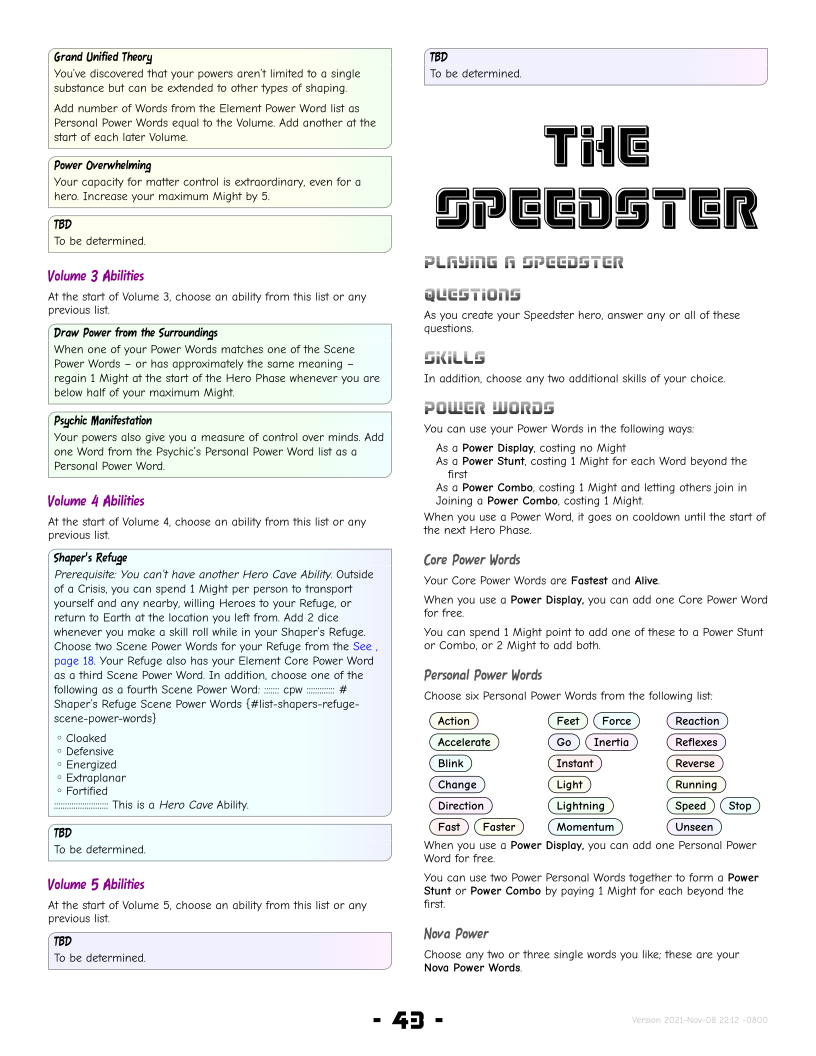 Grand Unified Theory
You've discovered that your powers aren't limited to a single
substance but can be extended to other types of shaping.
Add number of Words from the Element Power Word list as
Personal Power Words equal to the Volume. Add another at the
start of each later Volume.
Power Overwhelming
Your capacity for matter control is extraordinary, even for a
hero. Increase your maximum Might by 5.
TBD
To be determined.
Volume 3 Abilities
At the start of Volume 3, choose an ability from this list or any
previous list.
Draw Power from the Surroundings
When one of your Power Words matches one of the Scene
Power Words – or has approximately the same meaning –
regain 1 Might at the start of the Hero Phase whenever you are
below half of your maximum Might.
Psychic Manifestation
Your powers also give you a measure of control over minds. Add
one Word from the Psychic's Personal Power Word list as a
Personal Power Word.
Volume 4 Abilities
At the start of Volume 4, choose an ability from this list or any
previous list.
Shaper's Refuge
Prerequisite: You can't have another Hero Cave Ability. Outside
of a Crisis, you can spend 1 Might per person to transport
yourself and any nearby, willing Heroes to your Refuge, or
return to Earth at the location you left from. Add 2 dice
whenever you make a skill roll while in your Shaper's Refuge.
Choose two Scene Power Words for your Refuge from the See ,
page 18. Your Refuge also has your Element Core Power Word
as a third Scene Power Word. In addition, choose one of the
following as a fourth Scene Power Word: ::::::: cpw ::::::::::::: #
Shaper's Refuge Scene Power Words {#list-shapers-refuge-
scene-power-words}
◦ Cloaked
◦ Defensive
◦ Energized
◦ Extraplanar
◦ Fortified
:::::::::::::::::::::::::: This is a Hero Cave Ability.
TBD
To be determined.
Volume 5 Abilities
At the start of Volume 5, choose an ability from this list or any
previous list.
TBD
To be determined.
TBD
To be determined.
THE
SPEEDSTER
PLAYING A SPEEDSTER
QUESTIONS
As you create your Speedster hero, answer any or all of these
questions.
SKILLS
In addition, choose any two additional skills of your choice.
POWER WORDS
You can use your Power Words in the following ways:
As a Power Display, costing no Might
As a Power Stunt, costing 1 Might for each Word beyond the
first
As a Power Combo, costing 1 Might and letting others join in
Joining a Power Combo, costing 1 Might.
When you use a Power Word, it goes on cooldown until the start of
the next Hero Phase.
Core Power Words
Your Core Power Words are Fastest and Alive.
When you use a Power Display, you can add one Core Power Word
for free.
You can spend 1 Might point to add one of these to a Power Stunt
or Combo, or 2 Might to add both.
Personal Power Words
Choose six Personal Power Words from the following list:
Action
Accelerate
Blink
Change
Direction
Fast Faster
Feet Force
Go Inertia
Instant
Light
Lightning
Momentum
Reaction
Reflexes
Reverse
Running
Speed Stop
Unseen
When you use a Power Display, you can add one Personal Power
Word for free.
You can use two Power Personal Words together to form a Power
Stunt or Power Combo by paying 1 Might for each beyond the
first.
Nova Power
Choose any two or three single words you like; these are your
Nova Power Words.
- 43 -
Version 2021-Nov-08 22:12 -0800